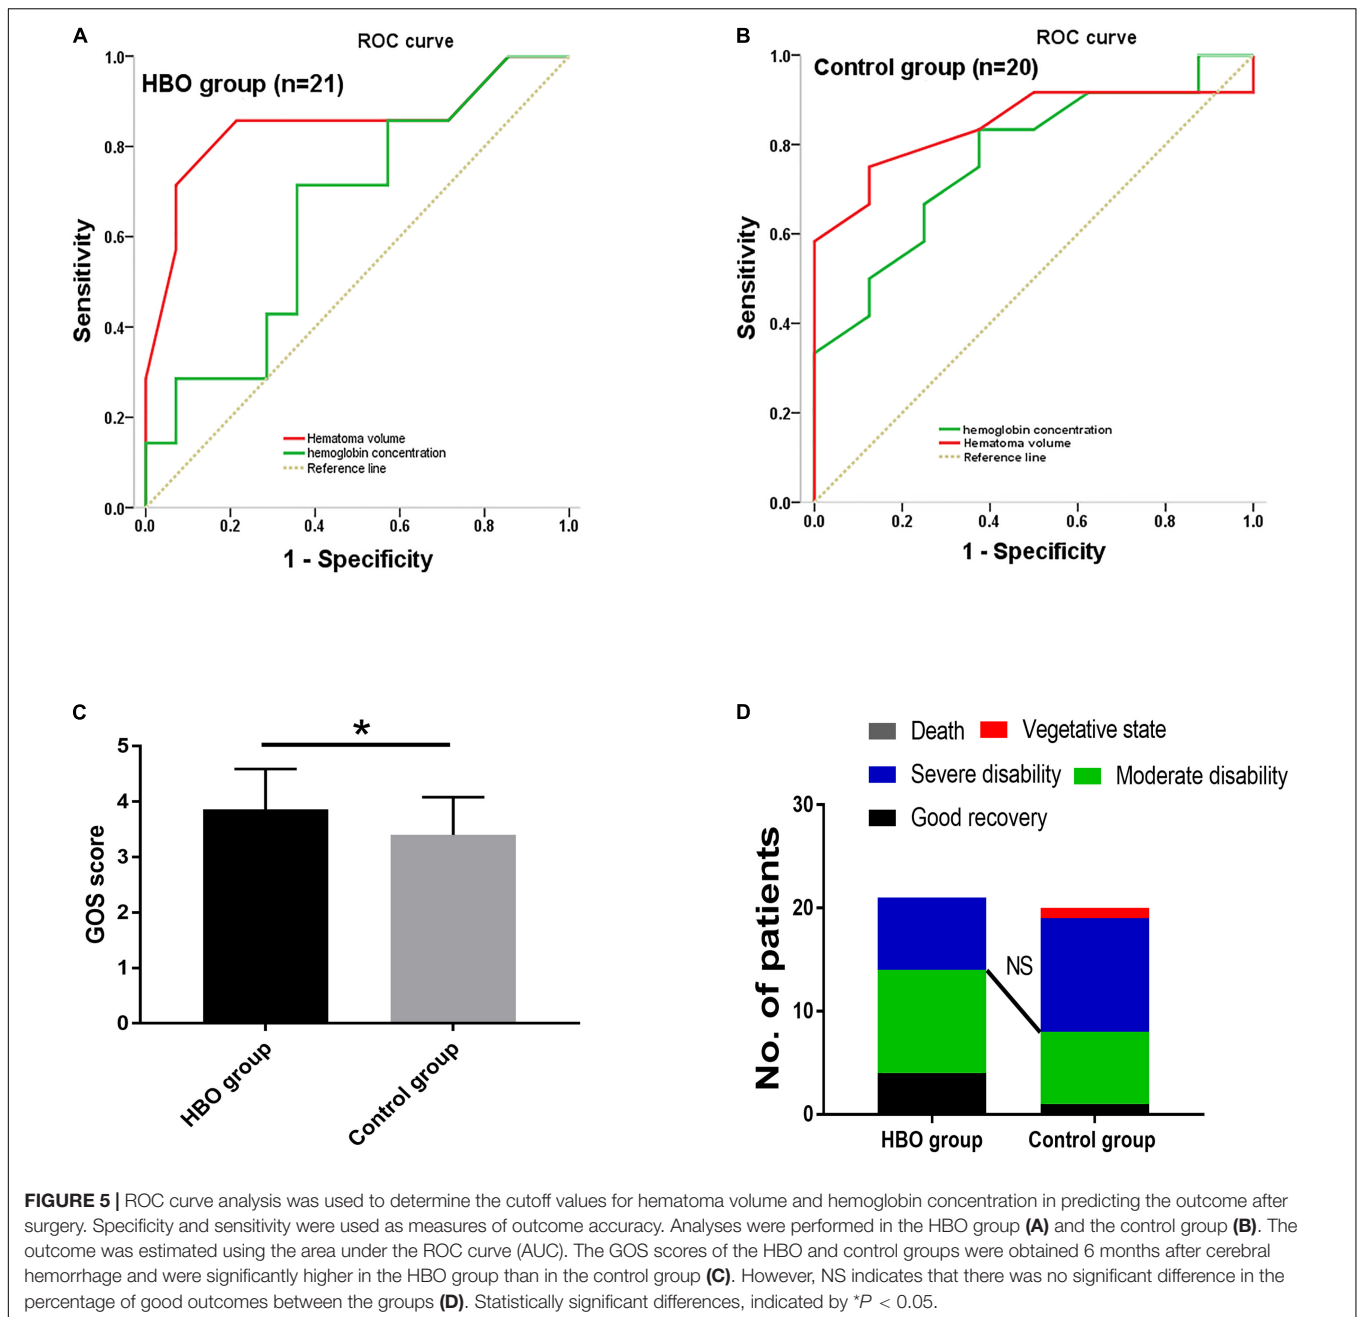 A
ROC curve
HBO group (n=21)
Sensitivity
1.0
0.8
0.6
0.4
0.2
0.0
Hematoma volume
hemoglobin concentration
Reference line
0.0 0.2 0.4 0.6 0.8 1.0
1 - Specificity
B
ROC curve
Control group (n=20)
Sensitivity
1.0
0.8
0.6
0.4
0.2
0.0
hemoglobin concentration
Hematoma volume
Reference line
0.0 0.2 0.4 0.6 0.8 1.0
1 - Specificity
C
*
GOS score
5
4
3
2
1
0
HBO group
Control group
D
Death Vegetative state
Severe disability Moderate disability
Good recovery
No. of patients
30
20
10
0
NS
HBO group Control group
FIGURE 5 | ROC curve analysis was used to determine the cutoff values for hematoma volume and hemoglobin concentration in predicting the outcome after
surgery. Specificity and sensitivity were used as measures of outcome accuracy. Analyses were performed in the HBO group (A) and the control group (B). The
outcome was estimated using the area under the ROC curve (AUC). The GOS scores of the HBO and control groups were obtained 6 months after cerebral
hemorrhage and were significantly higher in the HBO group than in the control group (C). However, NS indicates that there was no significant difference in the
percentage of good outcomes between the groups (D). Statistically significant differences, indicated by *P < 0.05.